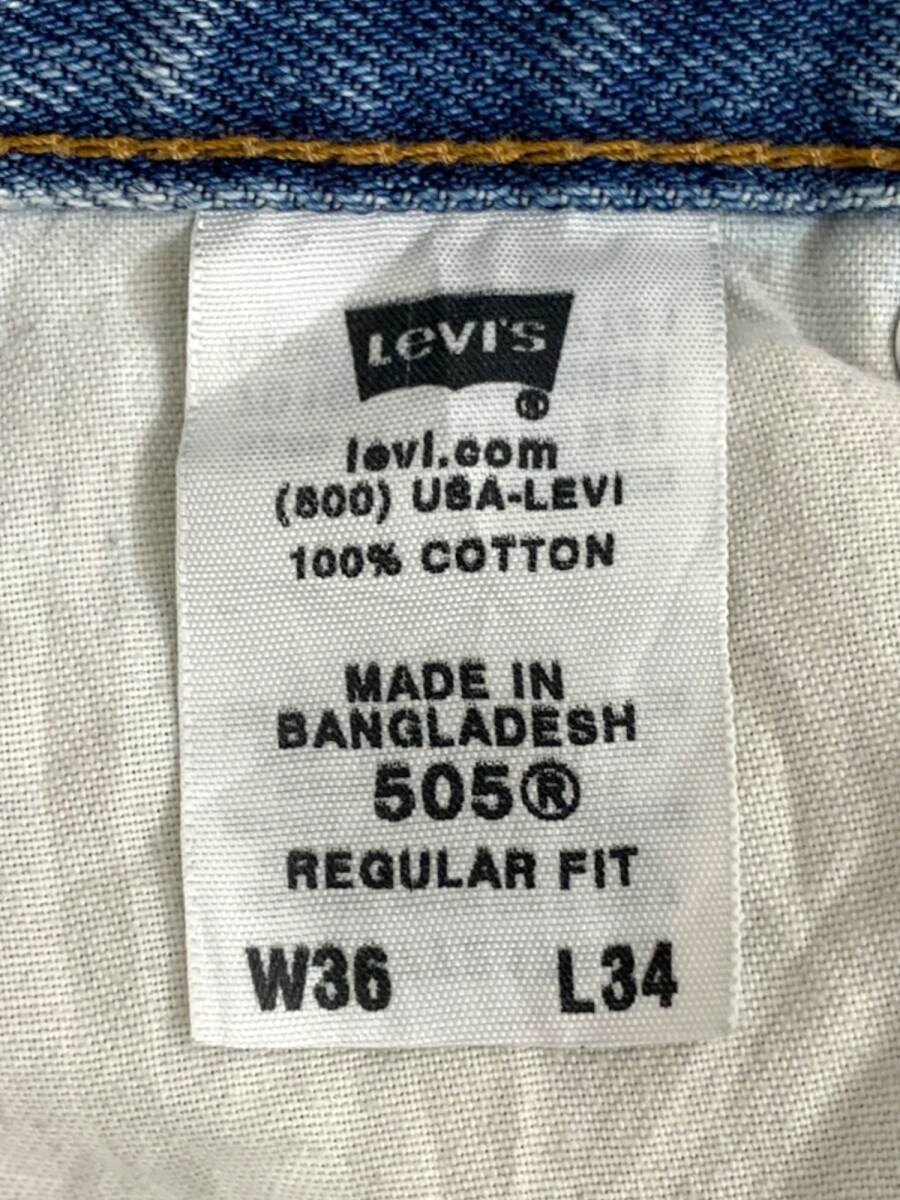 Levi's
®
levi.com
(800) USA-LEVI
100% COTTON
MADE IN
BANGLADESH
505®
REGULAR FIT
W36 L34